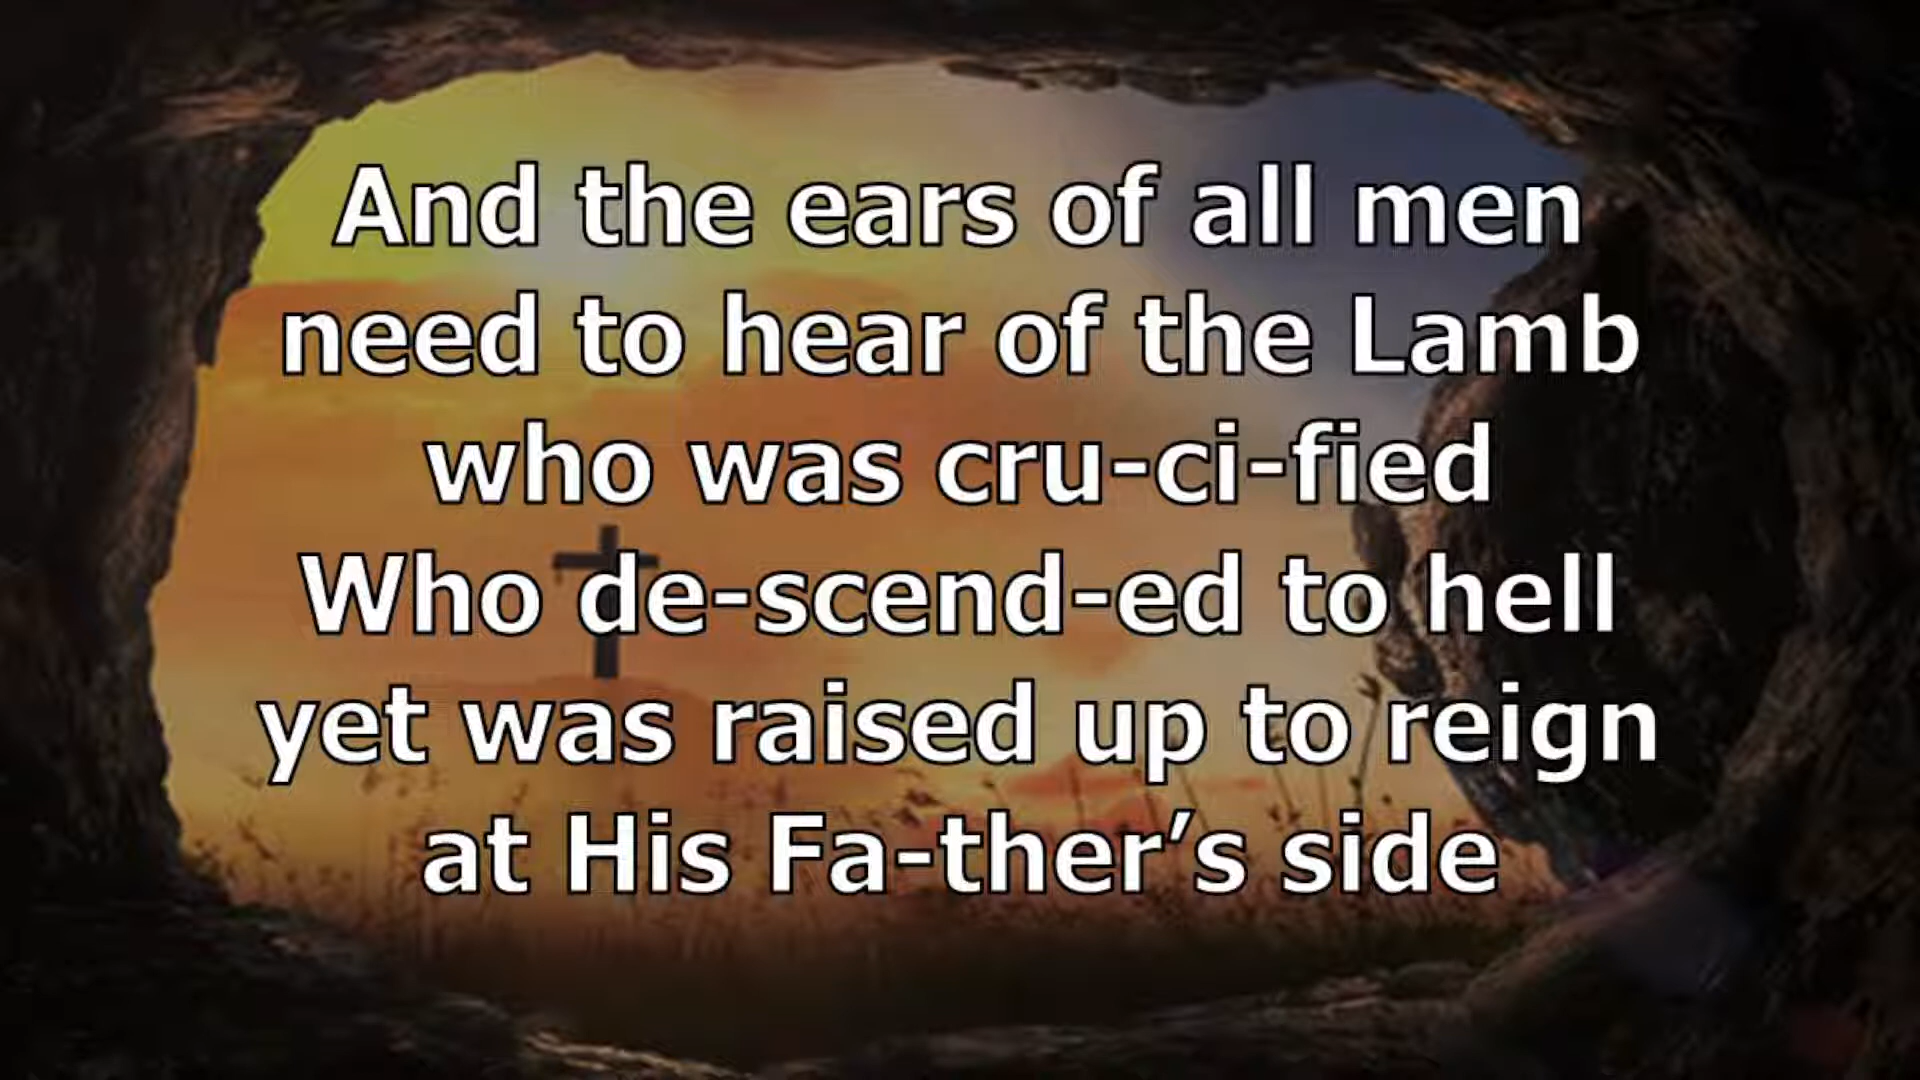 And the ears of all men
need to hear of the Lamb
who was cru-ci-fied
Who de-scend-ed to hell
yet was raised up to reign
at His Fa-ther’s side